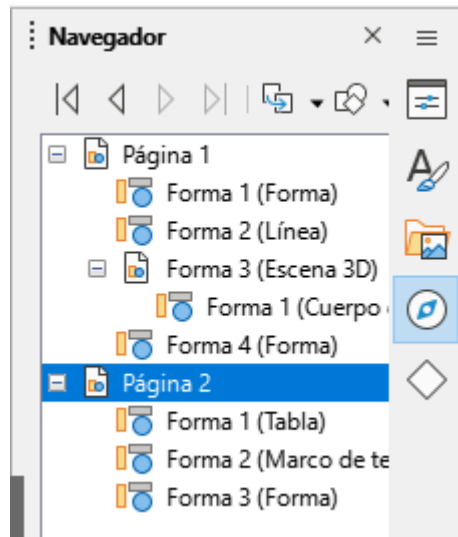 Navegador
Página 1
Forma 1 (Forma)
Forma 2 (Línea)
Forma 3 (Escena 3D)
Forma 1 (Cuerpo
Forma 4 (Forma)
Página 2
Forma 1 (Tabla)
Forma 2 (Marco de te
Forma 3 (Forma)